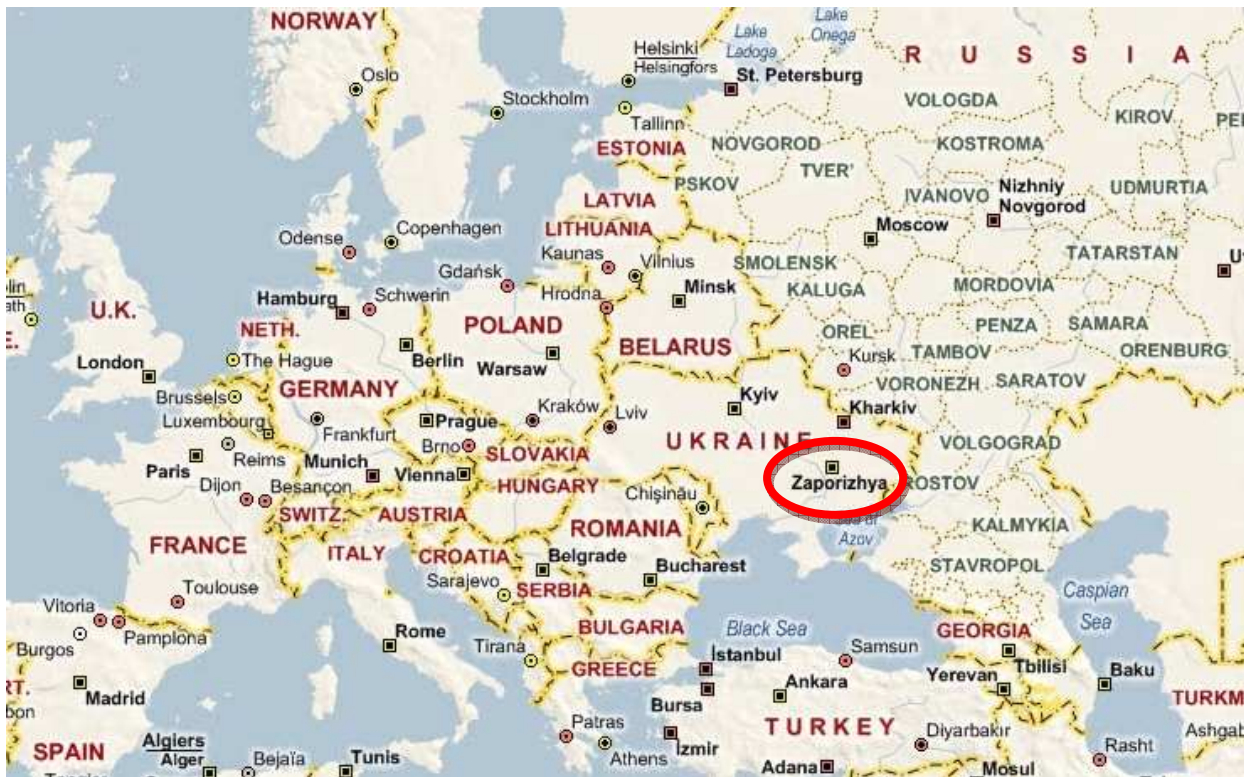 NORWAY
Lake
Ladoga
Lake
Onega
R U S S I A
Helsinki
Helsingfors
Oslo
St. Petersburg
Stockholm
VOLOGDA
KIROV
Tallinn
ESTONIA
NOVGOROD
KOSTROMA
TVER'
PSKOV
IVANOVO
Nizhniy
Novgorod
UDMURTIA
LATVIA
LITHUANIA
Moscow
Copenhagen
Odense
Kaunas
Vilnius
SMOLENSK
TATARSTAN
Gdańsk
Minsk
KALUGA
MORDOVIA
Hamburg
Schwerin
Hrodna
U.K.
NETH.
POLAND
OREL
PENZA
SAMARA
BELARUS
London
The Hague
Berlin
Warsaw
Kursk
TAMBOV
ORENBURG
GERMANY
VORONEZH
SARATOV
Brussels
Kyiv
Luxembourg
Prague
Kraków
Lviv
Kharkiv
Frankfurt
Brno
UKRAINE
VOLGOGRAD
Paris
Reims
Munich
Vienna
SLOVAKIA
Dijon
Besançon
HUNGARY
Chişinău
Zaporizhya
ROSTOV
SWITZ.
AUSTRIA
ROMANIA
Sea of
Azov
KALMYKIA
FRANCE
ITALY
CROATIA
Belgrade
Bucharest
STAVROPOL
Toulouse
Sarajevo
SERBIA
Caspian
Sea
Vitoria
Pamplona
Burgos
Rome
BULGARIA
Black Sea
GEORGIA
Tirana
GREECE
İstanbul
Samsun
Tbilisi
Madrid
Bursa
Ankara
Yerevan
Baku
TURKM
Patras
Athens
İzmir
TURKEY
Diyarbakır
Ashgab
SPAIN
Algiers
Alger
Bejaïa
Tunis
Adana
Mosul
Rasht